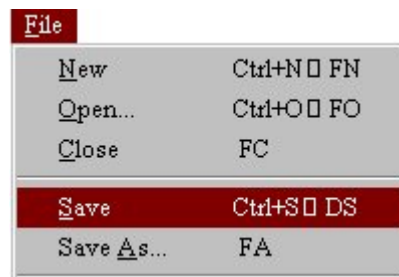 File
New Ctrl+N▯ FN
Open... Ctrl+O▯ FO
Close FC
Save Ctrl+S▯ DS
Save As... FA